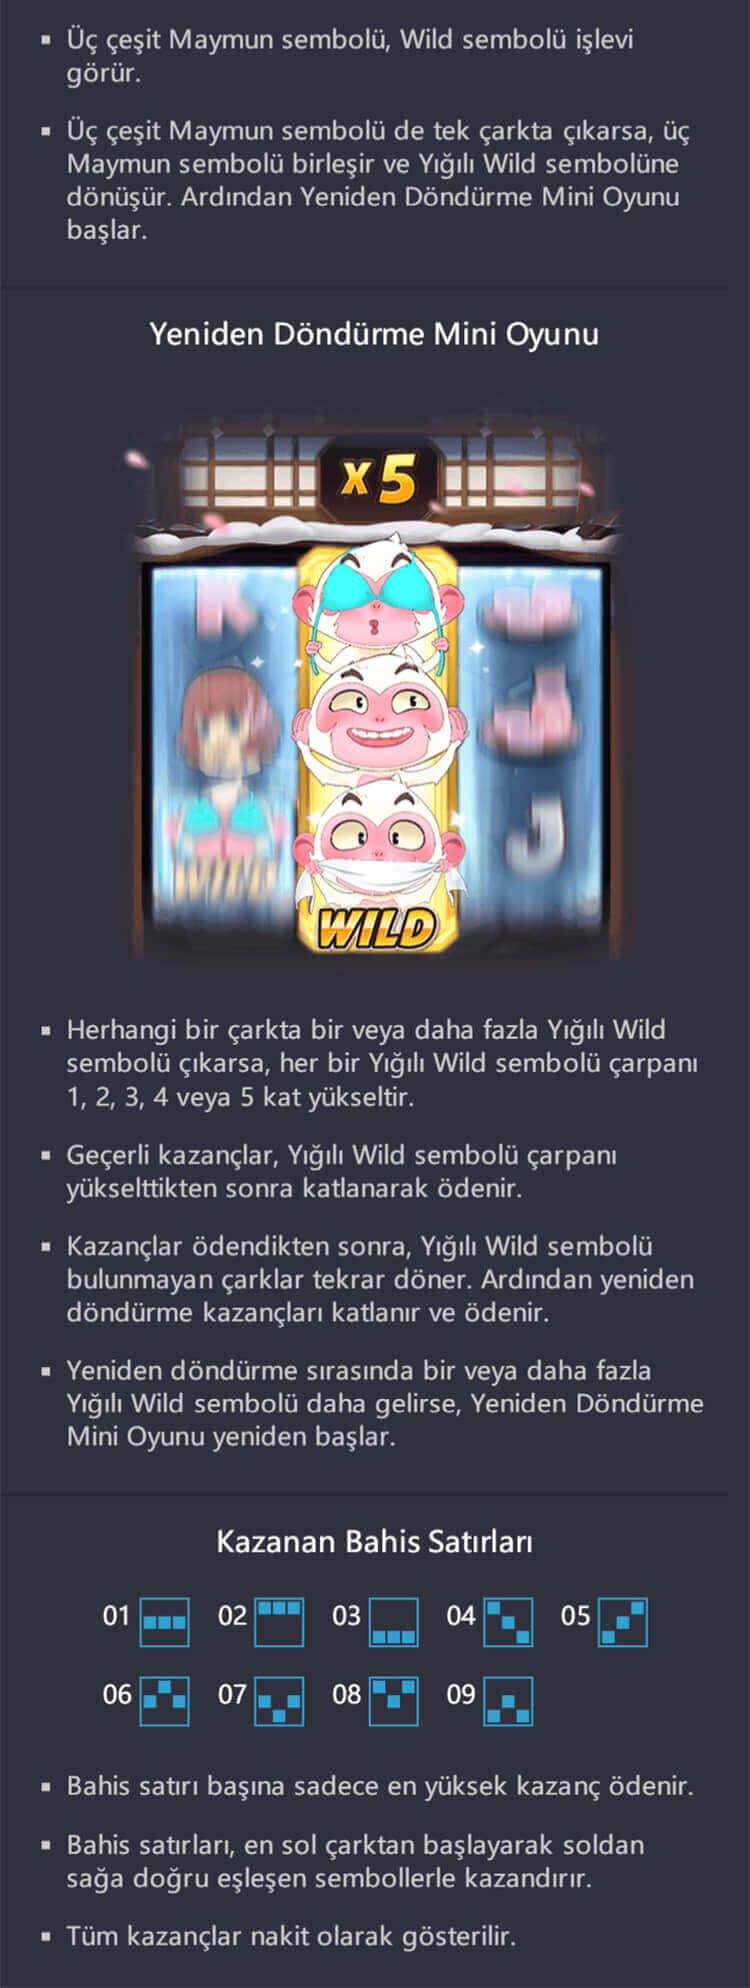 ▪ Üç çeşit Maymun sembolü, Wild sembolü işlevi
görür.
▪ Üç çeşit Maymun sembolü de tek çarkta çıkarsa, üç
Maymun sembolü birleşir ve Yığılı Wild sembolüne
dönüşür. Ardından Yeniden Döndürme Mini Oyunu
başlar.
Yeniden Döndürme Mini Oyunu
x5
K
J
WILD
WILD
▪ Herhangi bir çarkta bir veya daha fazla Yığılı Wild
sembolü çıkarsa, her bir Yığılı Wild sembolü çarpanı
1, 2, 3, 4 veya 5 kat yükseltir.
▪ Geçerli kazançlar, Yığılı Wild sembolü çarpanı
yükselttikten sonra katlanarak ödenir.
▪ Kazançlar ödendikten sonra, Yığılı Wild sembolü
bulunmayan çarklar tekrar döner. Ardından yeniden
döndürme kazançları katlanır ve ödenir.
▪ Yeniden döndürme sırasında bir veya daha fazla
Yığılı Wild sembolü daha gelirse, Yeniden Döndürme
Mini Oyunu yeniden başlar.
Kazanan Bahis Satırları
01 02 03 04 05
06 07 08 09
▪ Bahis satırı başına sadece en yüksek kazanç ödenir.
▪ Bahis satırları, en sol çarktan başlayarak soldan
sağa doğru eşleşen sembollerle kazandırır.
▪ Tüm kazançlar nakit olarak gösterilir.